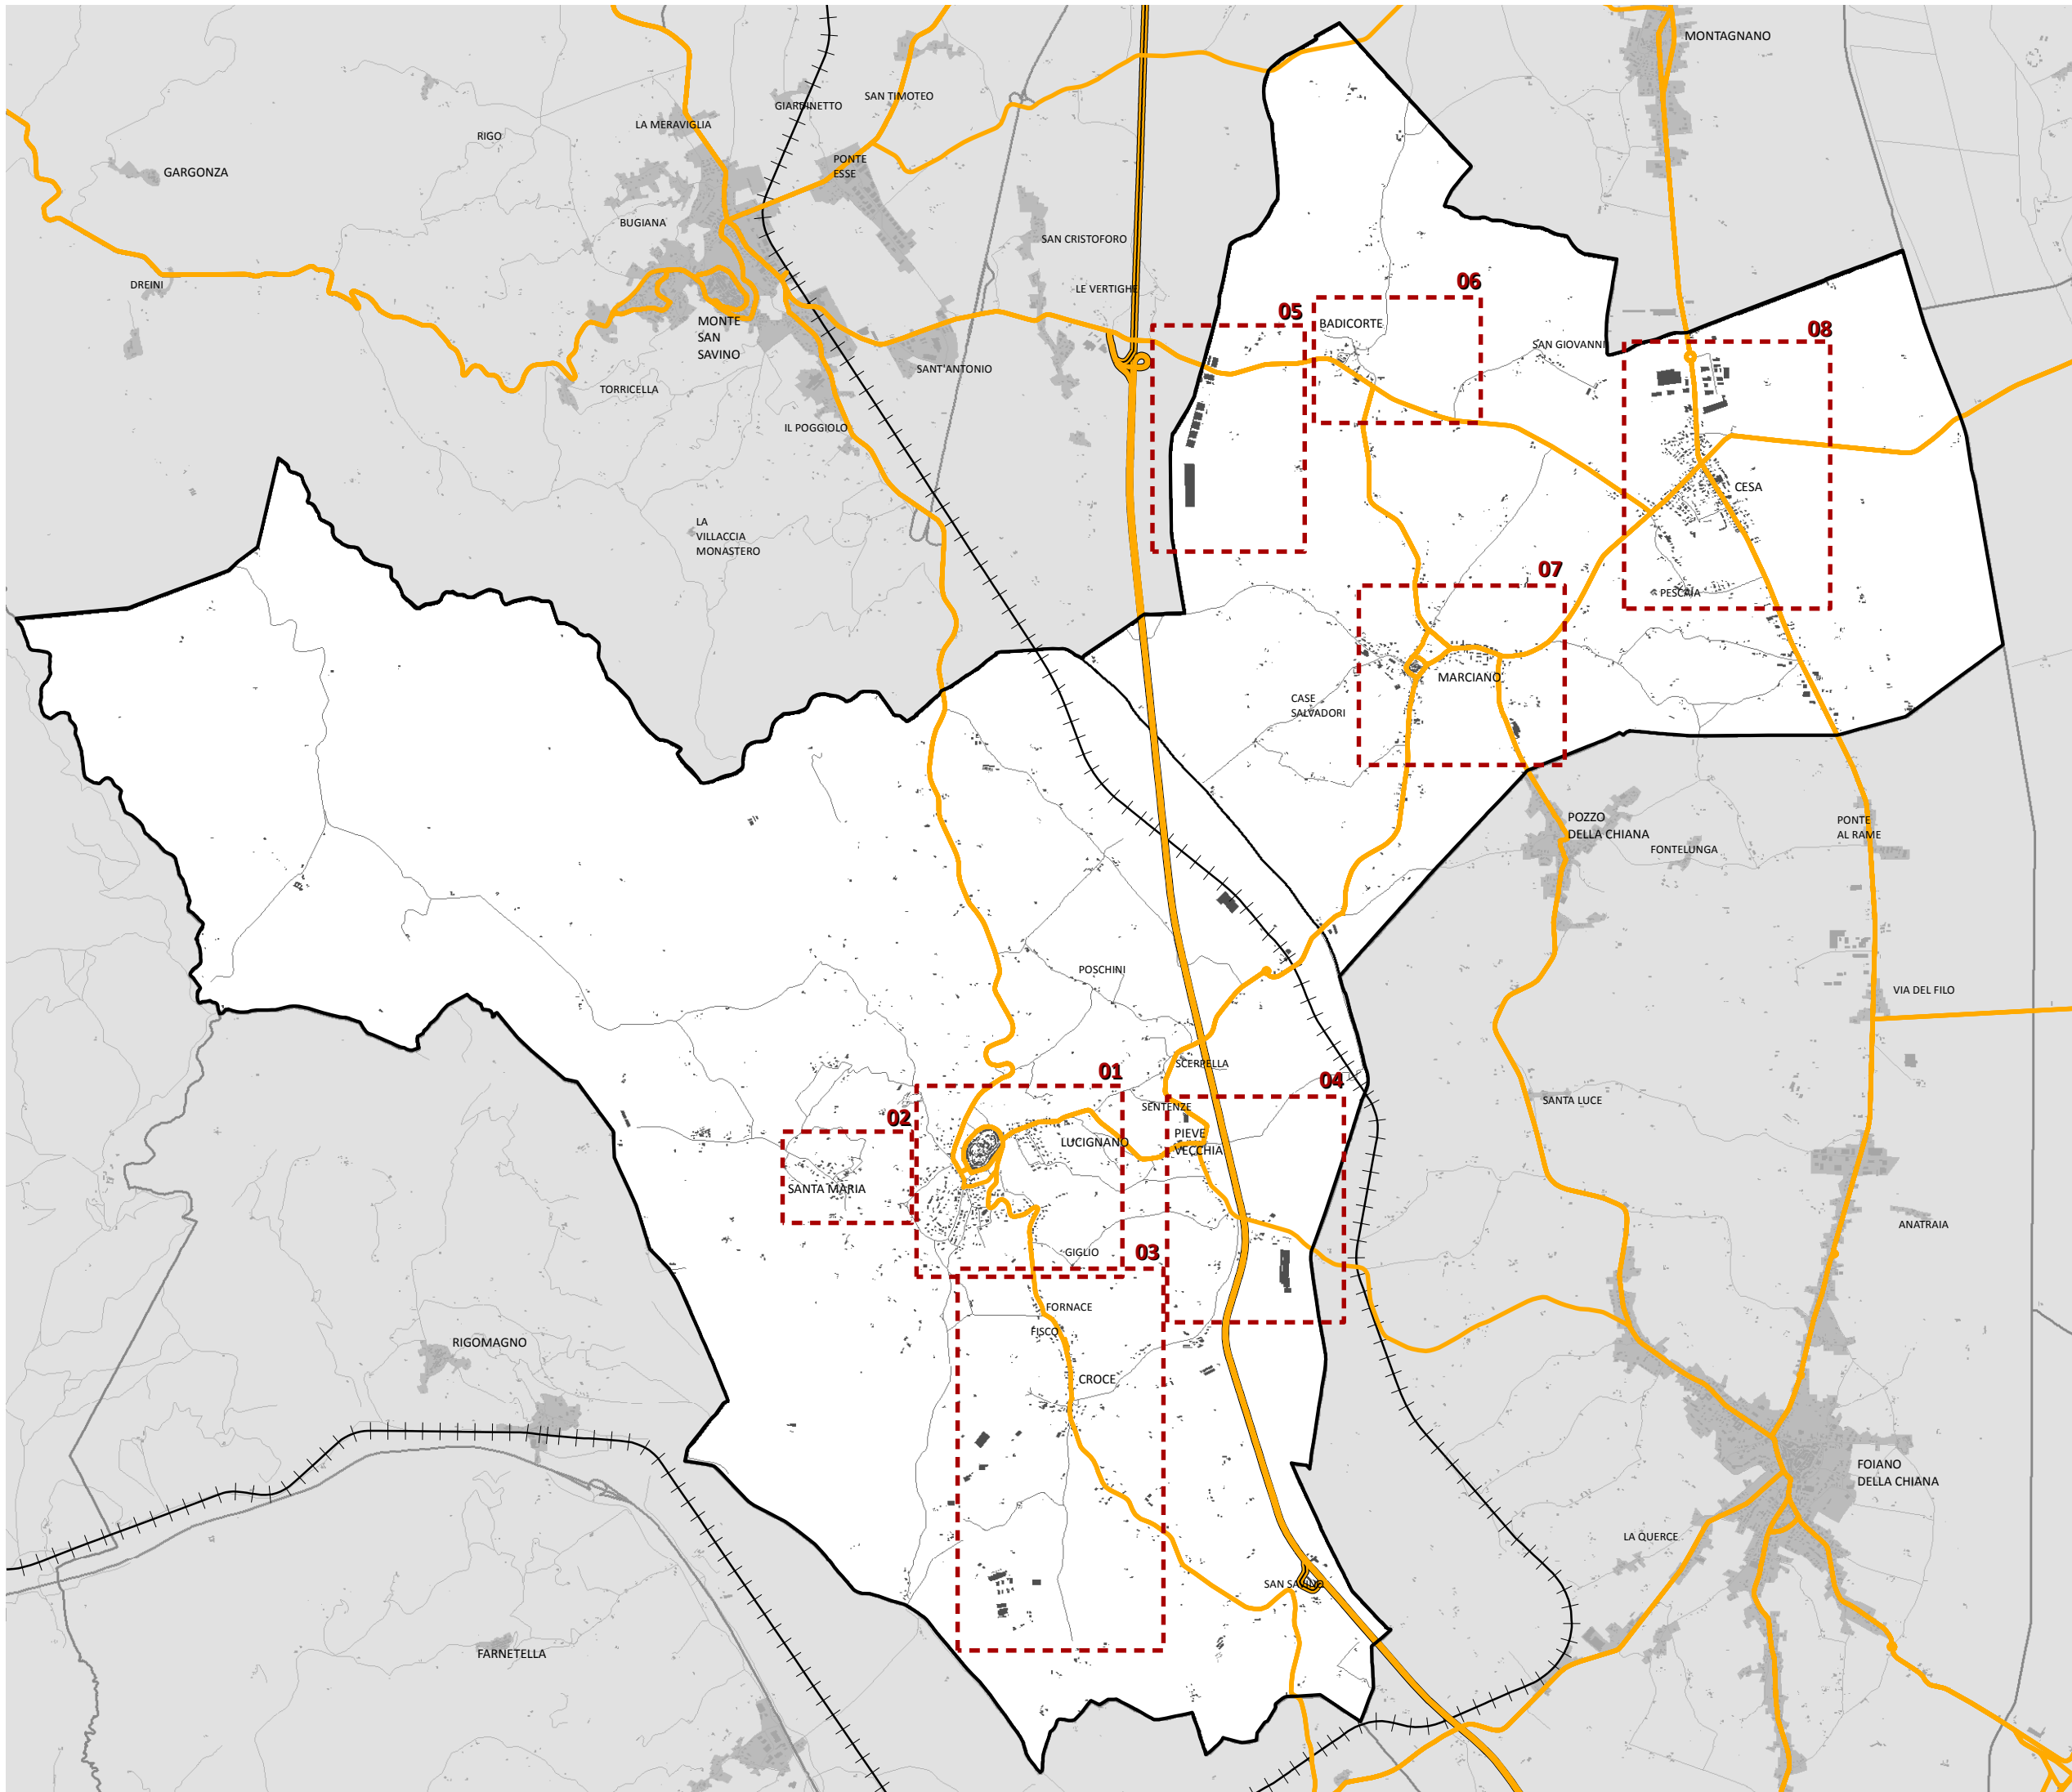 MONTAGNANO
SAN TIMOTEO
GIARDINETTO
LA MERAVIGLIA
RIGO
PONTE
ESSE
GARGONZA
BUGIANA
SAN CRISTOFORO
DREINI
LE VERTIGHE
06
05
08
MONTE
SAN
SAVINO
BADICORTE
SAN GIOVANNI
SANT'ANTONIO
TORRICELLA
IL POGGIOLO
CESA
LA
VILLACCIA
MONASTERO
07
PESCAIA
MARCIANO
CASE
SALVADORI
POZZO
DELLA CHIANA
PONTE
AL RAME
FONTELUNGA
POSCHINI
VIA DEL FILO
SCERPELLA
01
04
SANTA LUCE
SENTENZE
02
PIEVE
VECCHIA
LUCIGNANO
SANTA MARIA
ANATRAIA
GIGLIO
03
FORNACE
FISCO
RIGOMAGNO
CROCE
FOIANO
DELLA CHIANA
LA QUERCE
SAN SAVINO
FARNETELLA